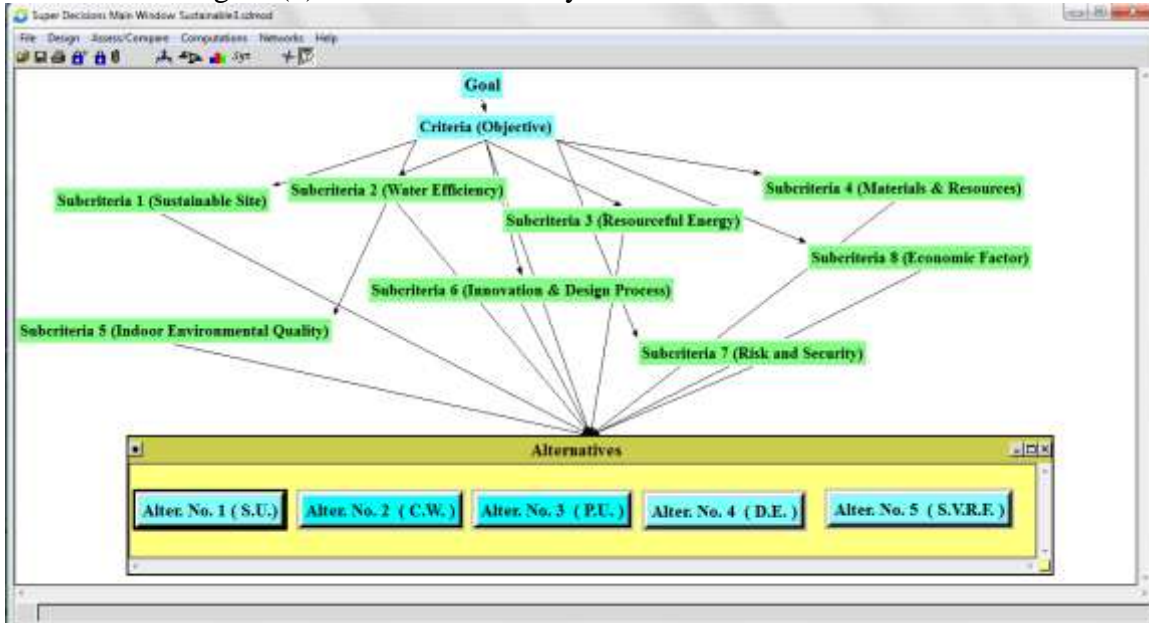 Super Decisions Main Window Sustainable3.sdmod
File Design Assess/Compare Computations Networks Help
Syn
Goal
Criteria (Objective)
Subcriteria 1 (Sustainable Site)
Subcriteria 2 (Water Efficiency)
Subcriteria 3 (Resourceful Energy)
Subcriteria 4 (Materials & Resources)
Subcriteria 8 (Economic Factor)
Subcriteria 6 (Innovation & Design Process)
Subcriteria 5 (Indoor Environmental Quality)
Subcriteria 7 (Risk and Security)
Alternatives
Alter. No. 1 ( S.U.)
Alter. No. 2 ( C.W. )
Alter. No. 3 ( P.U. )
Alter. No. 4 ( D.E. )
Alter. No. 5 ( S.V.R.F. )